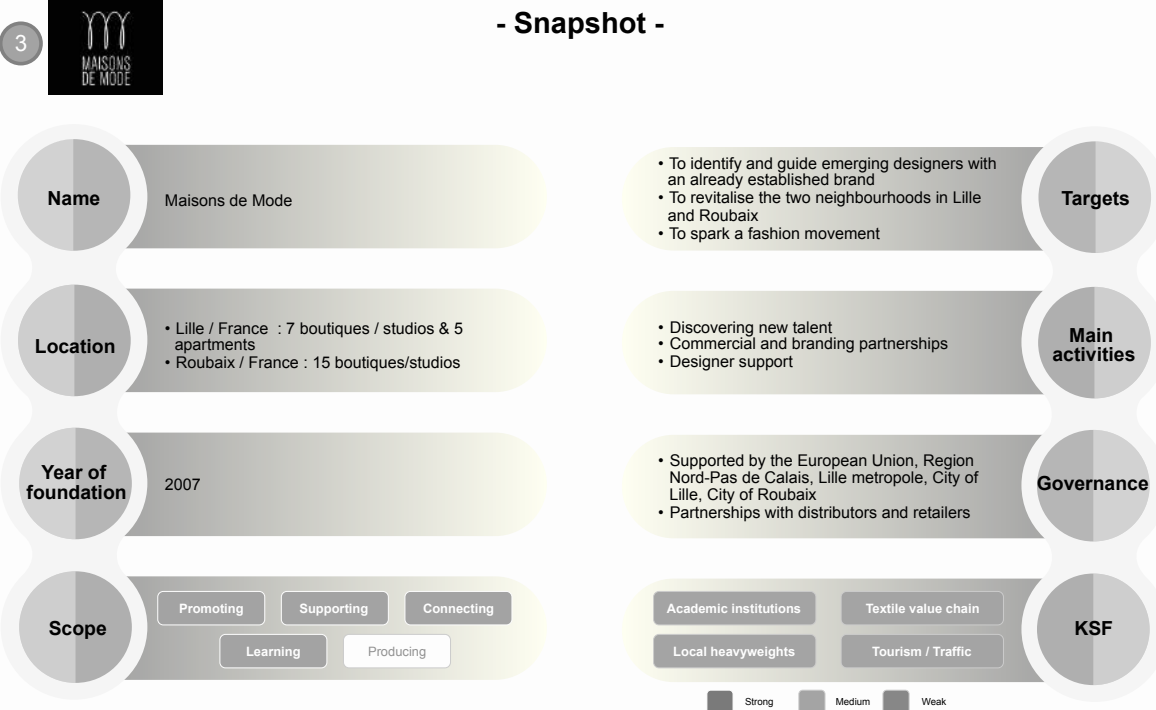 - Snapshot -
3
MAISONS
DE MODE
Name
Maisons de Mode
Location
• Lille / France : 7 boutiques / studios & 5
apartments
• Roubaix / France : 15 boutiques/studios
Year of
foundation
2007
Scope
Promoting
Supporting
Connecting
Learning
Producing
• To identify and guide emerging designers with
an already established brand
• To revitalise the two neighbourhoods in Lille
and Roubaix
• To spark a fashion movement
Targets
• Discovering new talent
• Commercial and branding partnerships
• Designer support
Main
activities
• Supported by the European Union, Region
Nord-Pas de Calais, Lille metropole, City of
Lille, City of Roubaix
• Partnerships with distributors and retailers
Governance
Academic institutions
Textile value chain
Local heavyweights
Tourism / Traffic
KSF
Strong
Medium
Weak